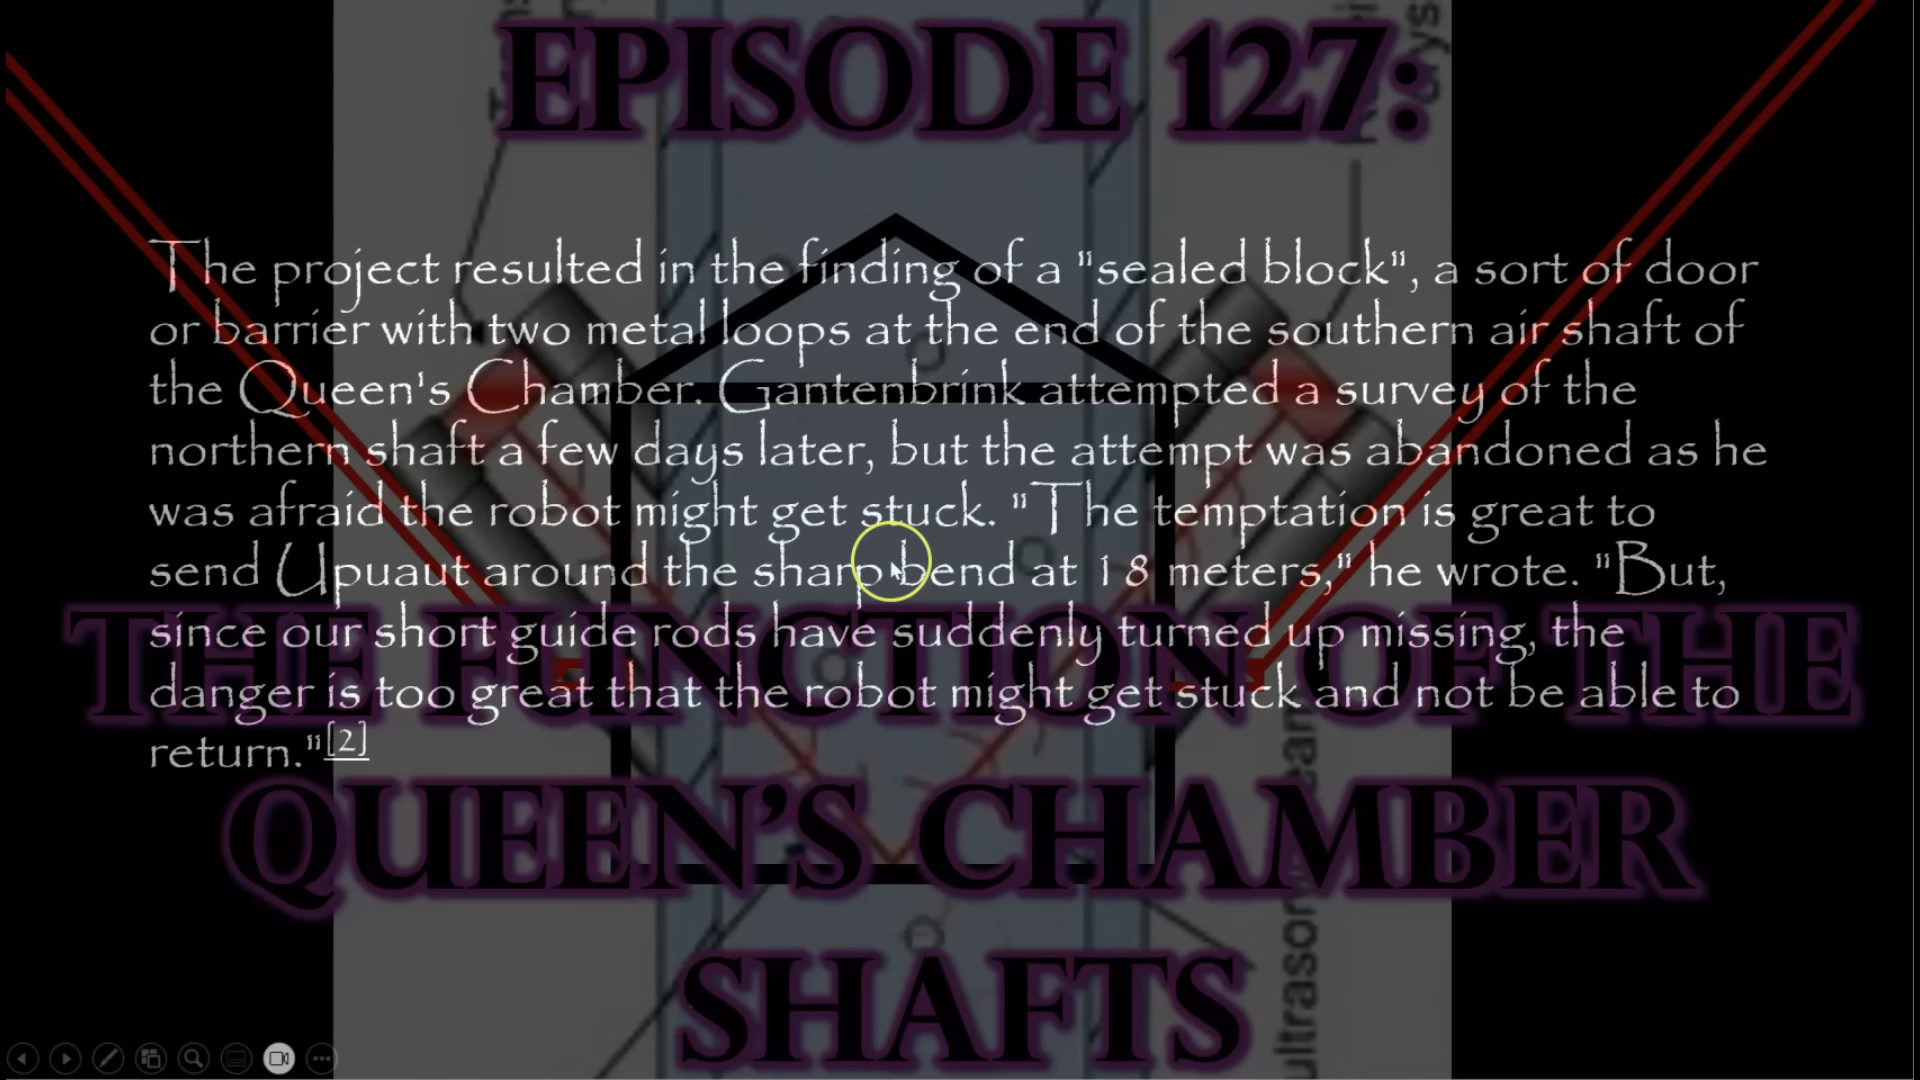 EPISODE 127:
The project resulted in the finding of a "sealed block", a sort of door
or barrier with two metal loops at the end of the southern air shaft of
the Queen's Chamber. Gantenbrink attempted a survey of the
northern shaft a few days later, but the attempt was abandoned as he
was afraid the robot might get stuck. "The temptation is great to
send Upuaut around the sharp bend at 18 meters," he wrote. "But,
since our short guide rods have suddenly turned up missing, the
danger is too great that the robot might get stuck and not be able to
return."[2]
THE FUNCTION OF THE
QUEEN'S CHAMBER
SHAFTS